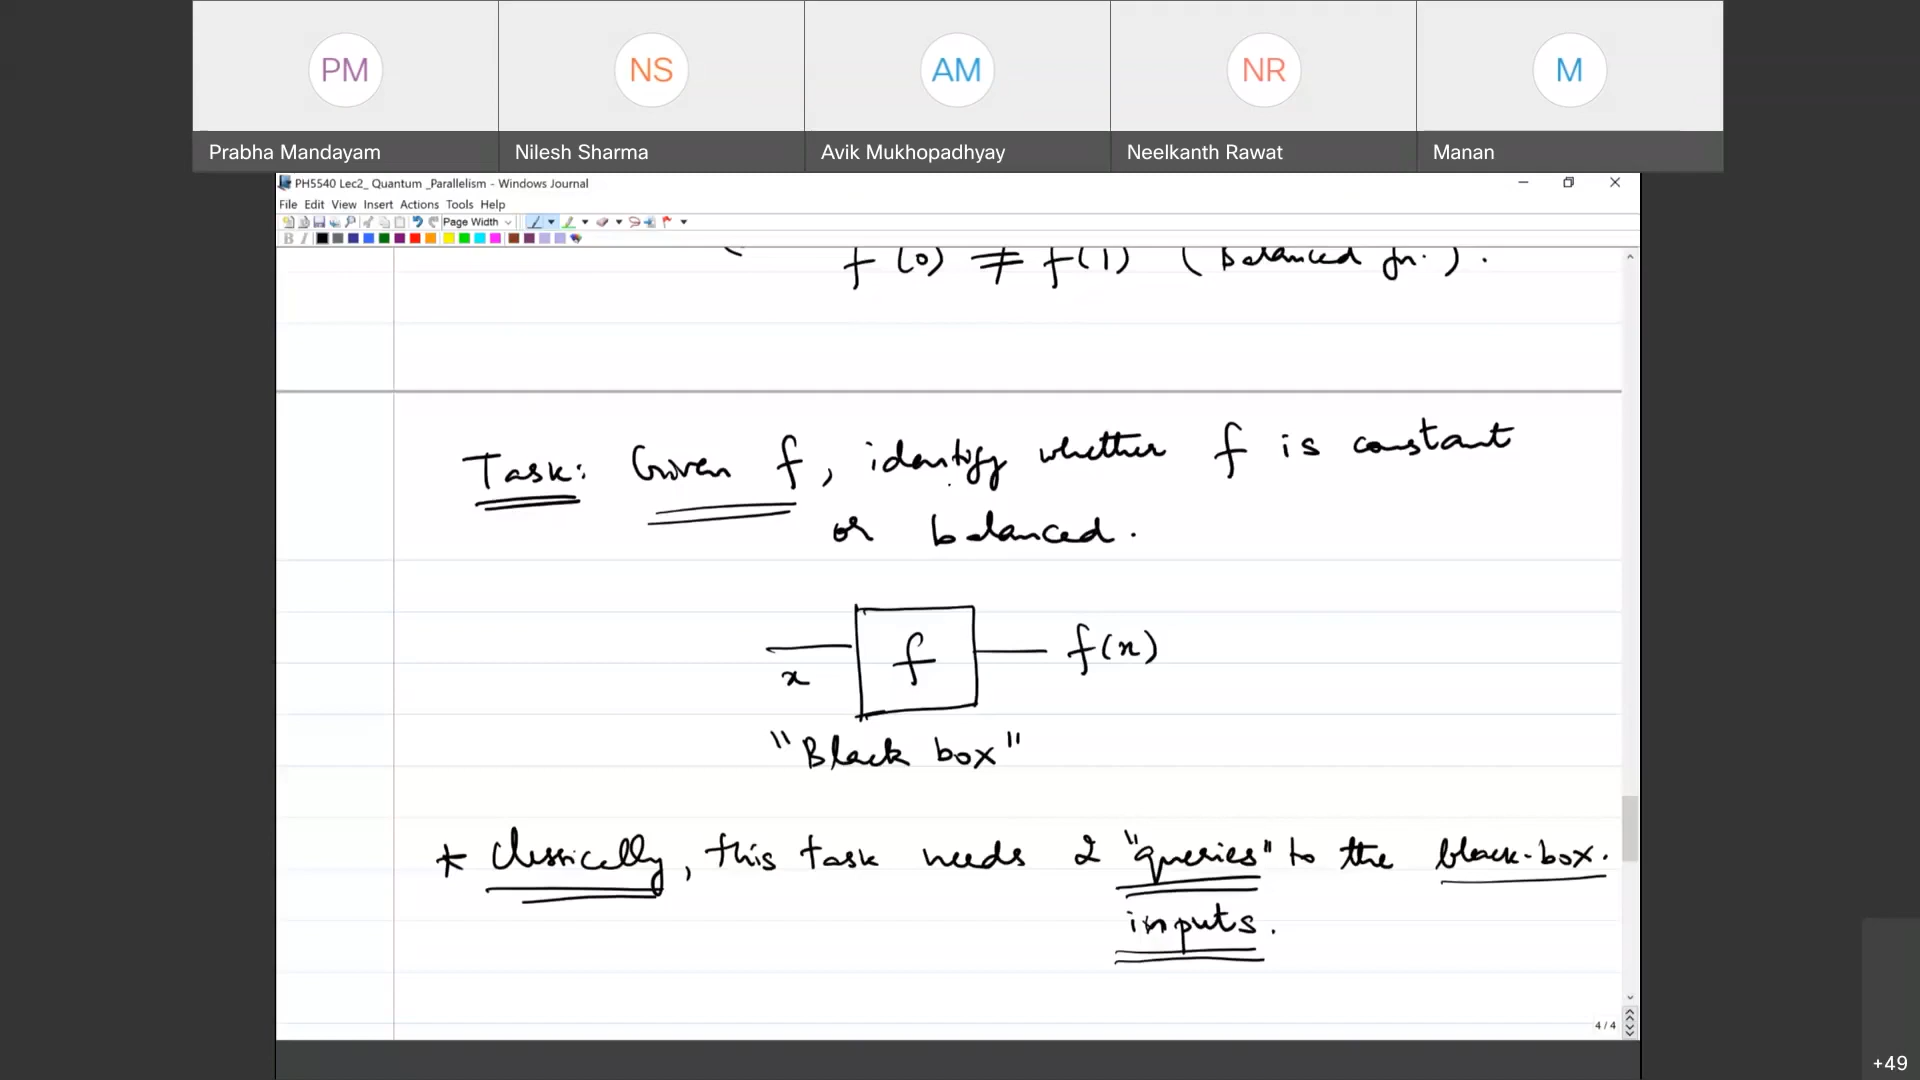 PM NS AM NR M
Prabha Mandayam Nilesh Sharma Avik Mukhopadhyay Neelkanth Rawat Manan
PH5540 Lec2_ Quantum _Parallelism - Windows Journal
File Edit View Insert Actions Tools Help
Page Width
B I
f(0) ≠ f(1) (Balanced fn.).
Task: Given f, identify whether f is constant
or balanced.
f f(x)
x
"Black box"
* Classically, this task needs 2 "queries" to the black-box.
inputs.
4 / 4
+49